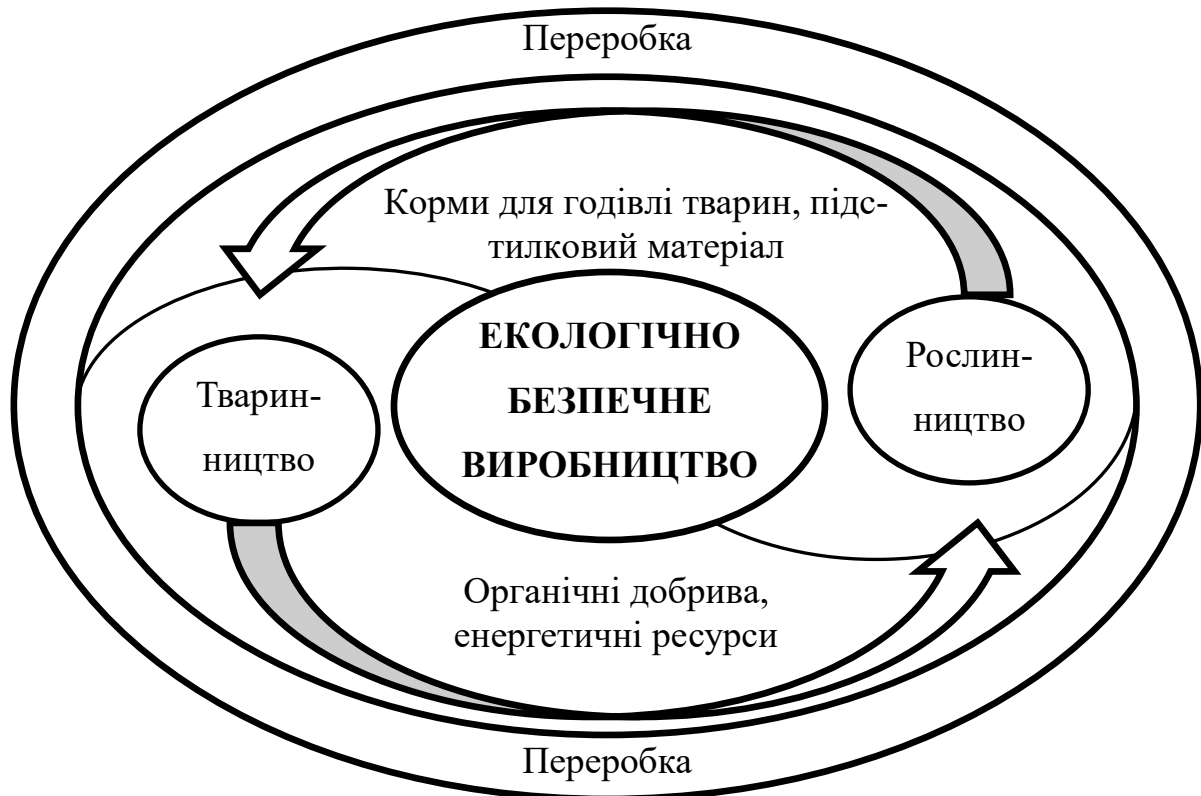 Переробка
Корми для годівлі тварин, підс-
тилковий матеріал
ЕКОЛОГІЧНО
БЕЗПЕЧНЕ
ВИРОБНИЦТВО
Тварин-
ництво
Рослин-
ництво
Органічні добрива,
енергетичні ресурси
Переробка